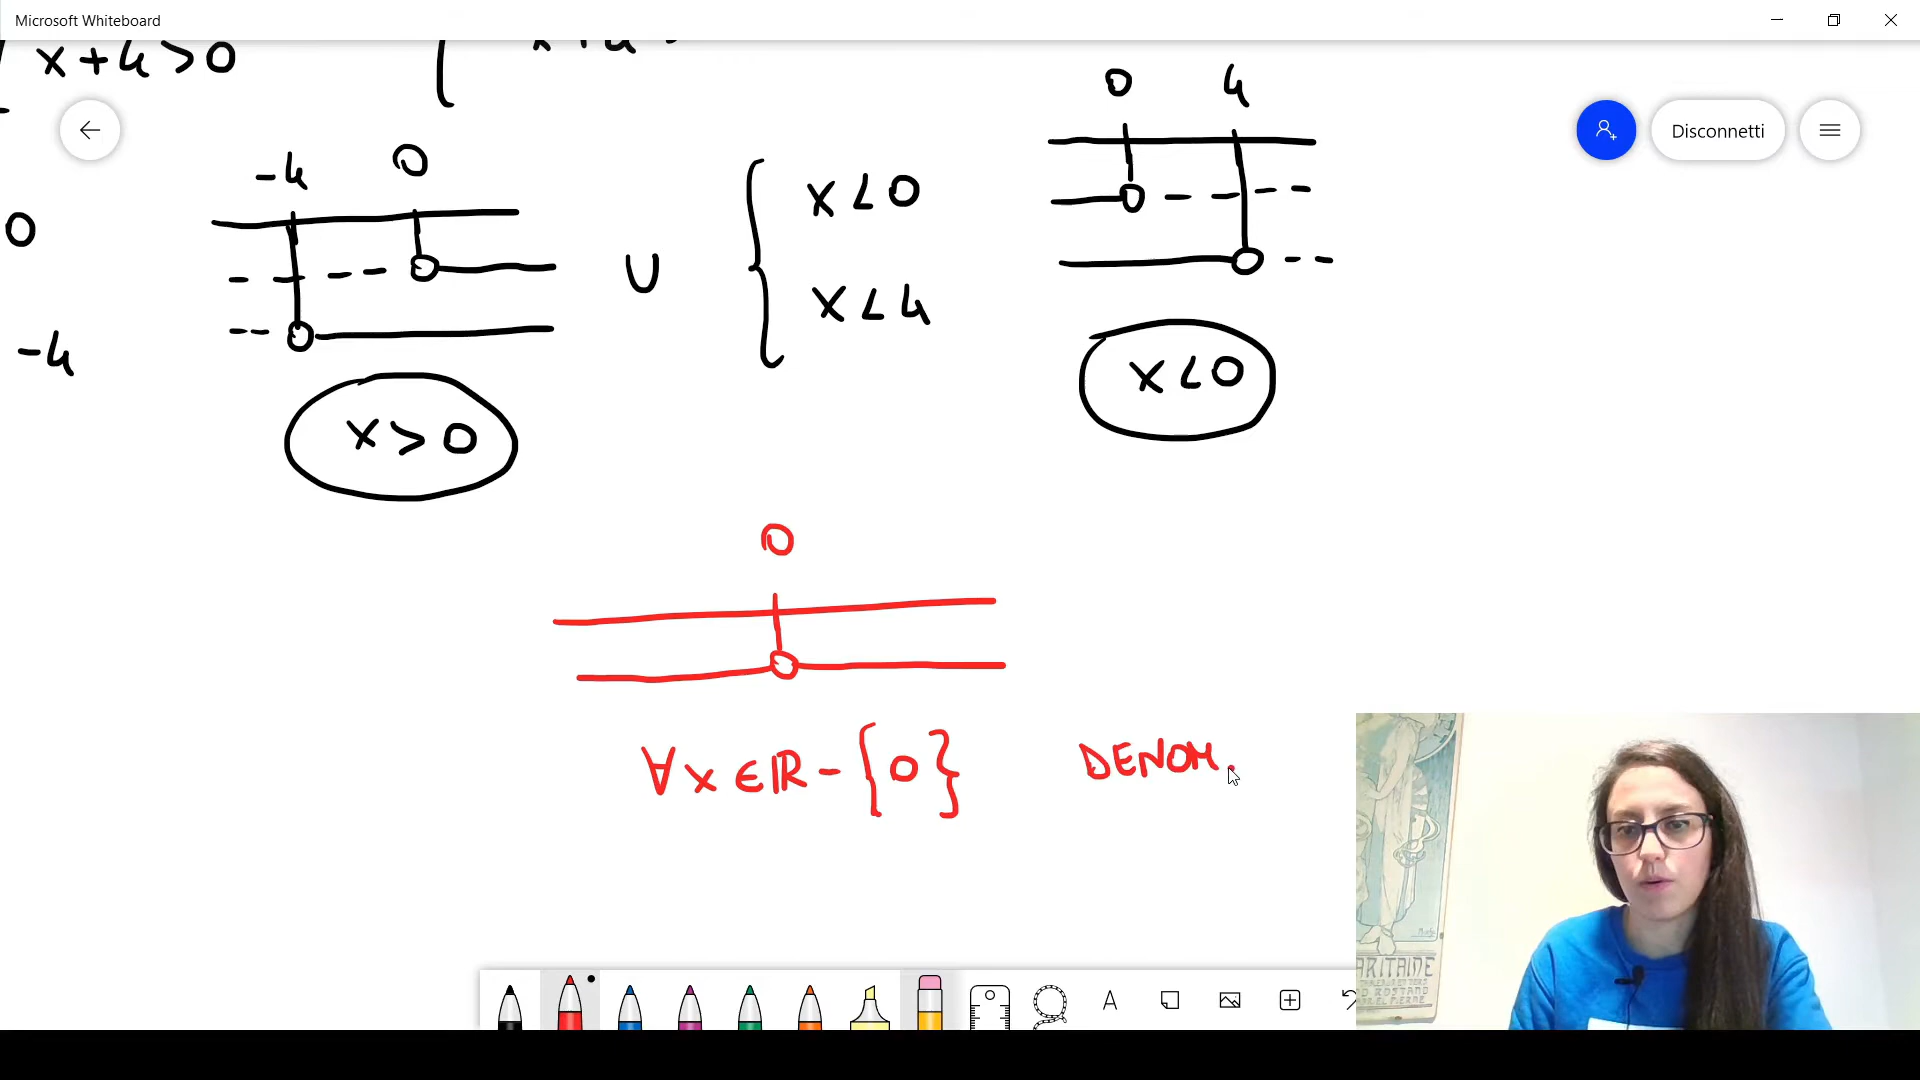 Microsoft Whiteboard
x+4>0
0
-4
-4 0
x>0
U
x<0
x<4
0 4
x<0
Disconnetti
0
∀x∈ℝ-{0}
DENOM.
A